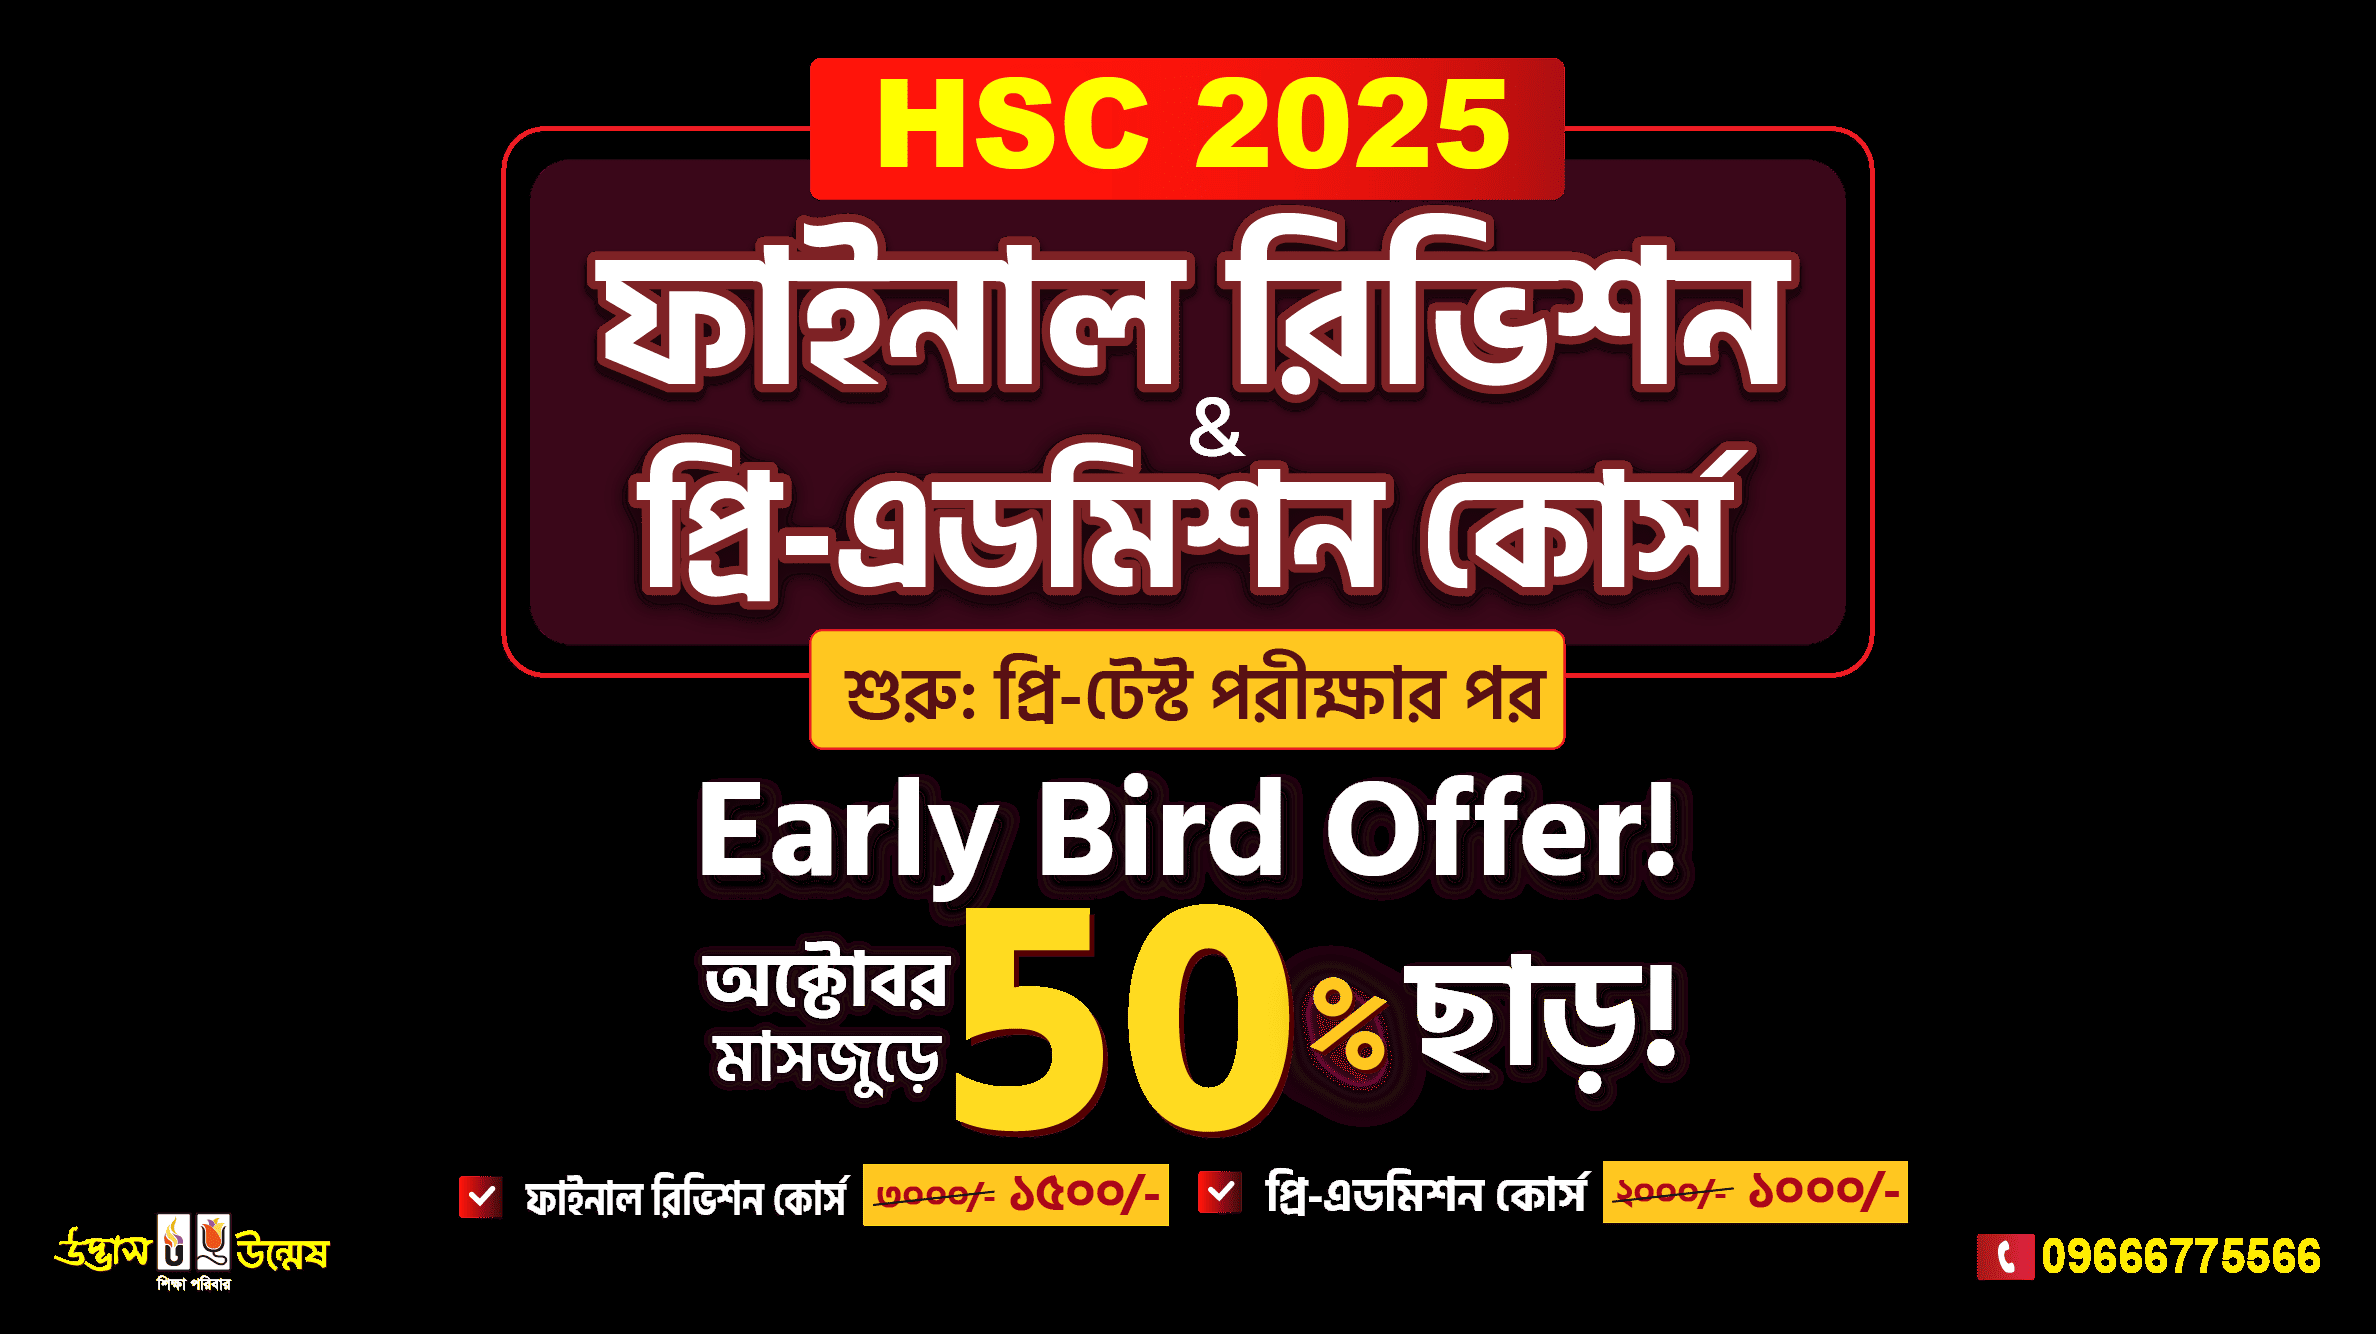 HSC 2025
ফাইনাল রিভিশন
&
প্রি-এডমিশন কোর্স
শুরু: প্রি-টেস্ট পরীক্ষার পর
Early Bird Offer!
অক্টোবর
মাসজুড়ে
50% ছাড়!
ফাইনাল রিভিশন কোর্স ৩০০০/- ১৫০০/-
প্রি-এডমিশন কোর্স ২০০০/- ১০০০/-
উদ্ভাস উন্মেষ
শিক্ষা পরিবার
09666775566